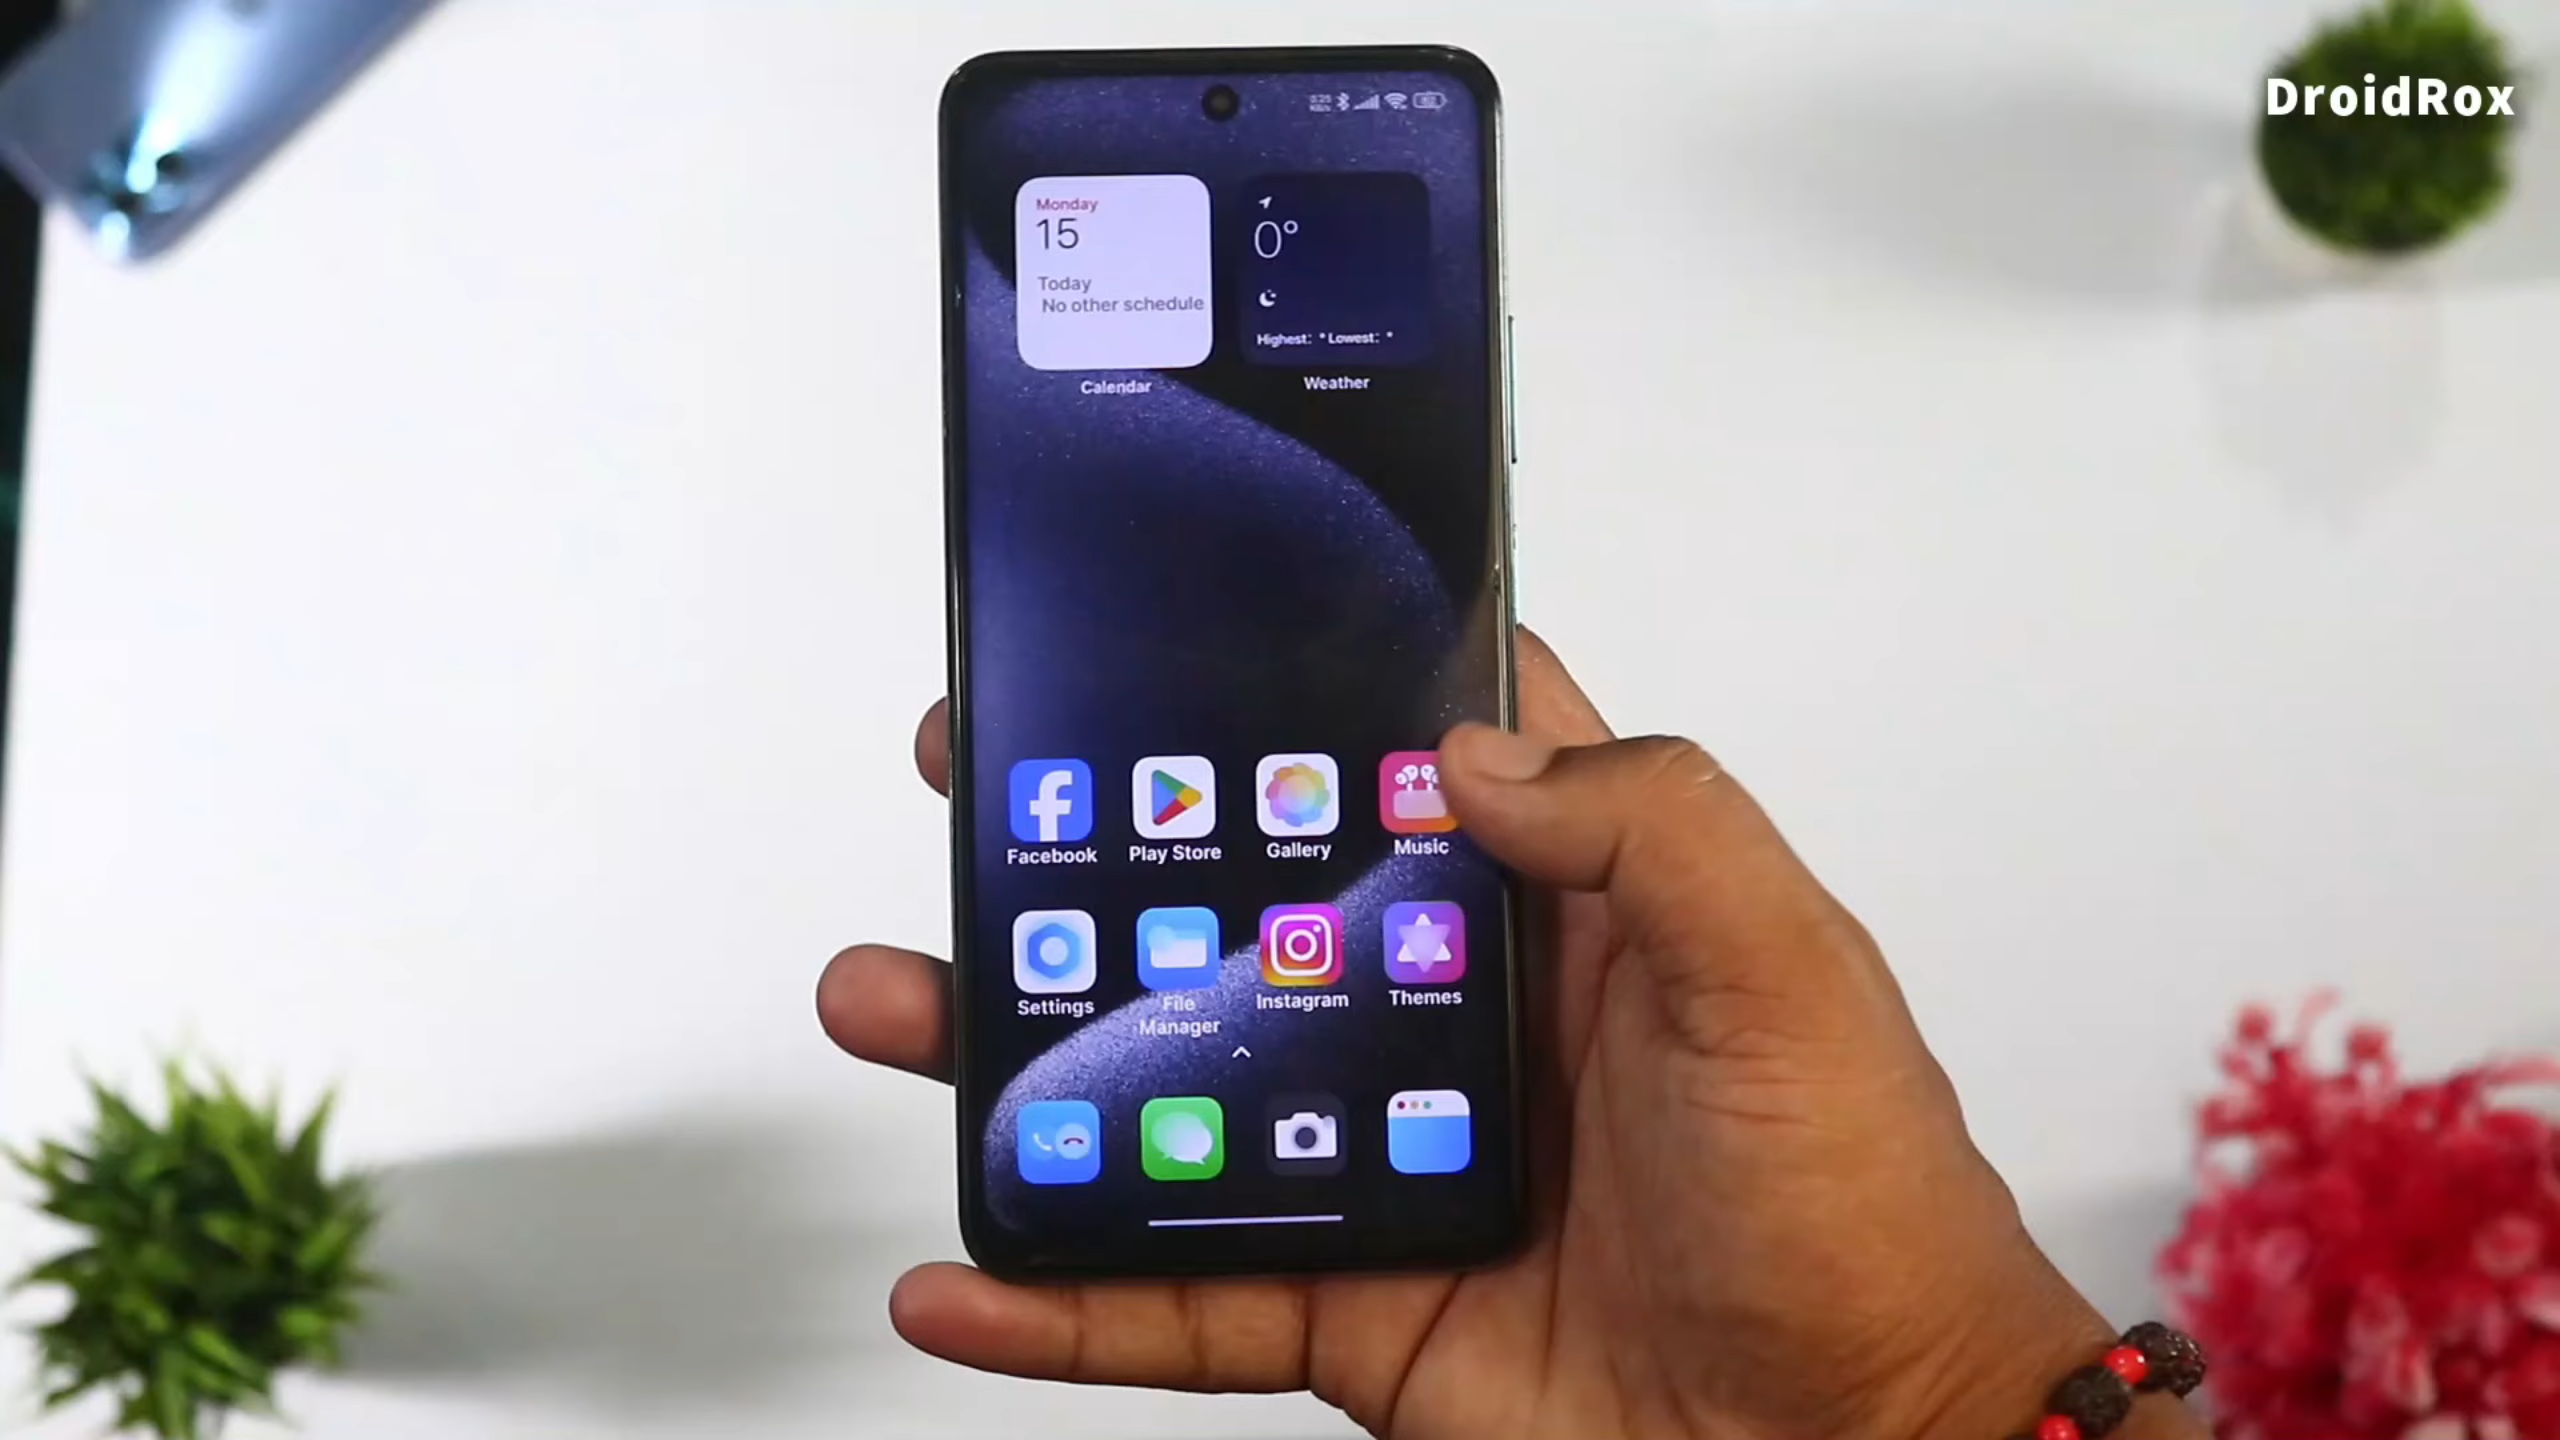 DroidRox
Monday
15
Today
No other schedule
Calendar
0°
Highest: ° Lowest: °
Weather
Facebook
Play Store
Gallery
Music
Settings
File
Manager
Instagram
Themes